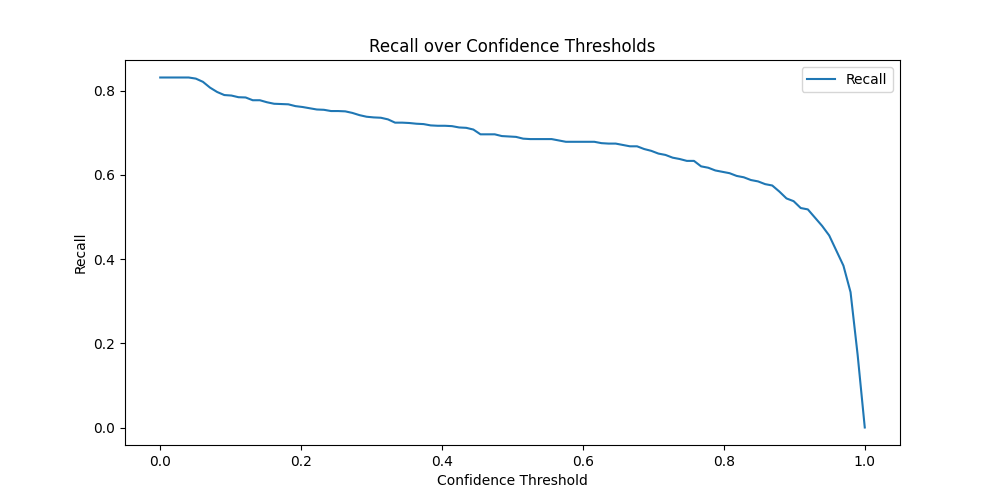 Recall over Confidence Thresholds
Recall
0.8
0.6
0.4
0.2
0.0
Recall
0.0 0.2 0.4 0.6 0.8 1.0
Confidence Threshold